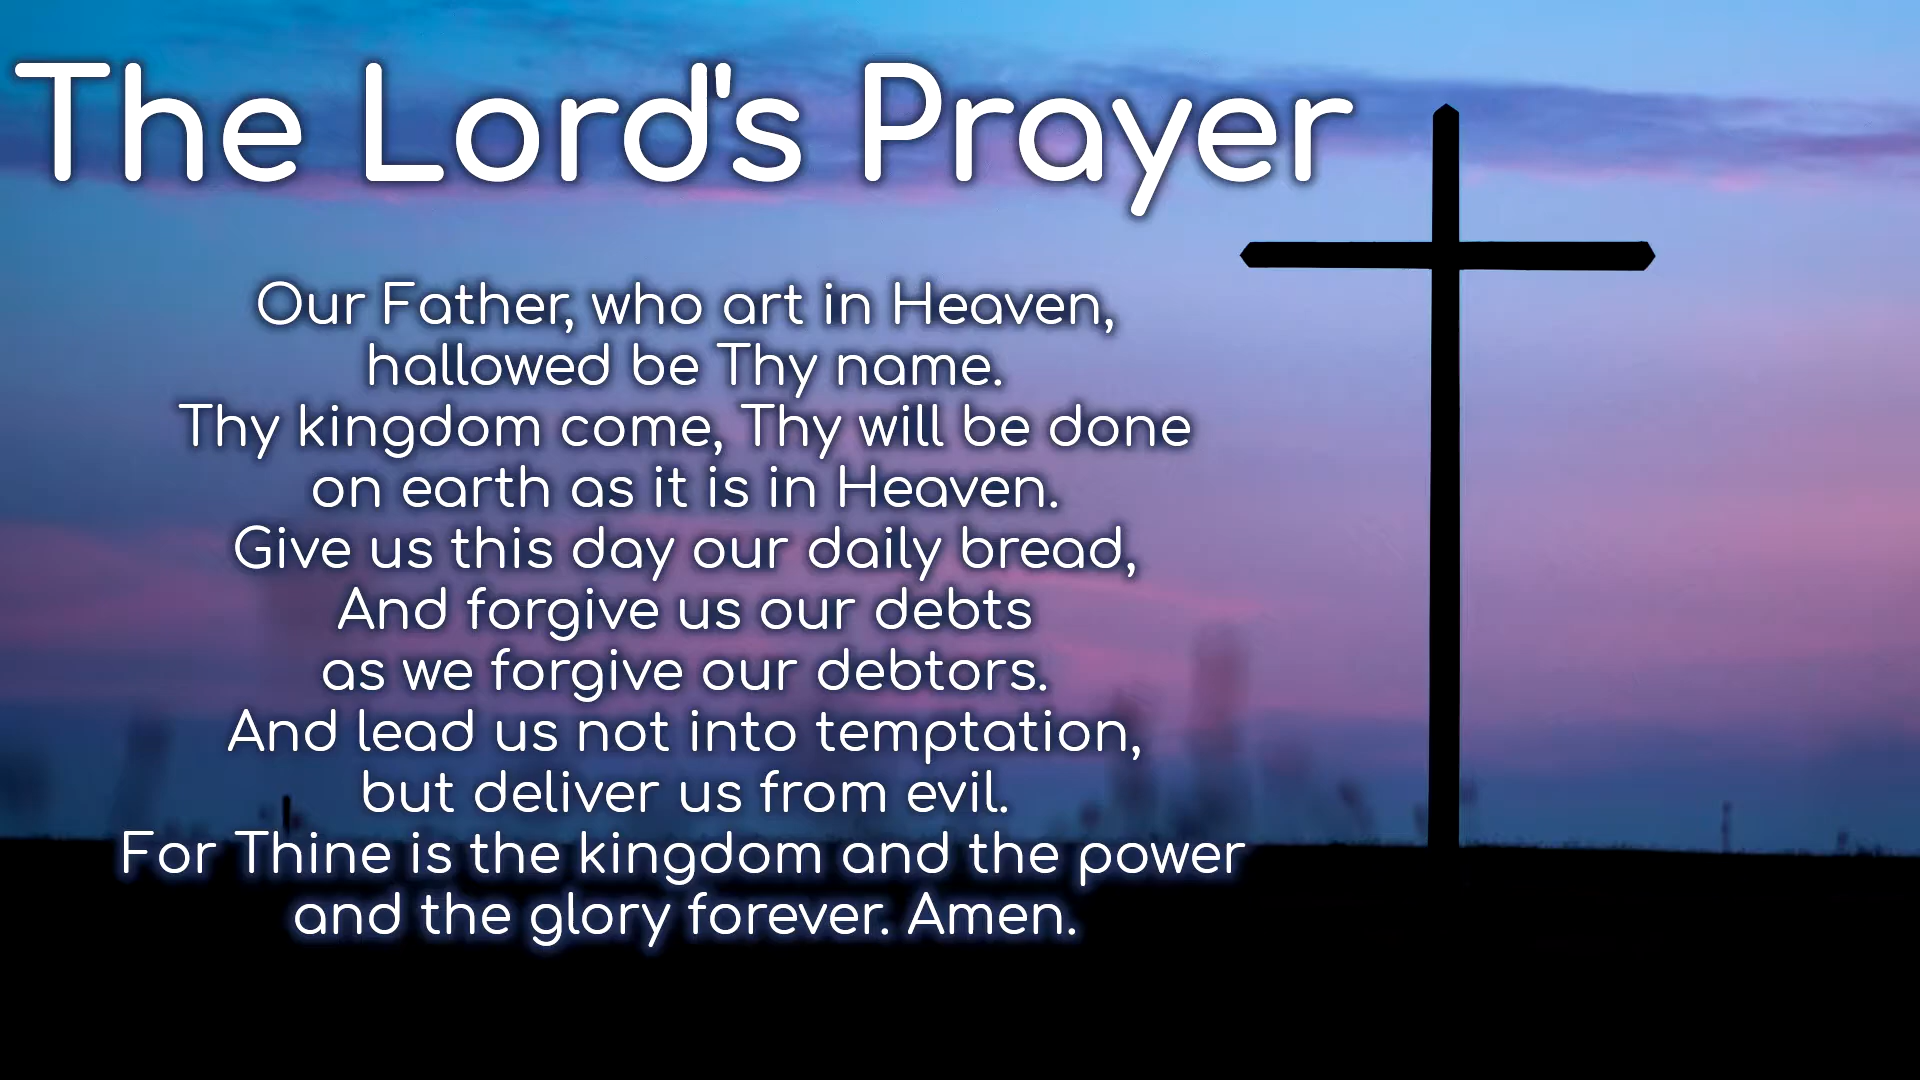 The Lord's Prayer
Our Father, who art in Heaven,
hallowed be Thy name.
Thy kingdom come, Thy will be done
on earth as it is in Heaven.
Give us this day our daily bread,
And forgive us our debts
as we forgive our debtors.
And lead us not into temptation,
but deliver us from evil.
For Thine is the kingdom and the power
and the glory forever. Amen.